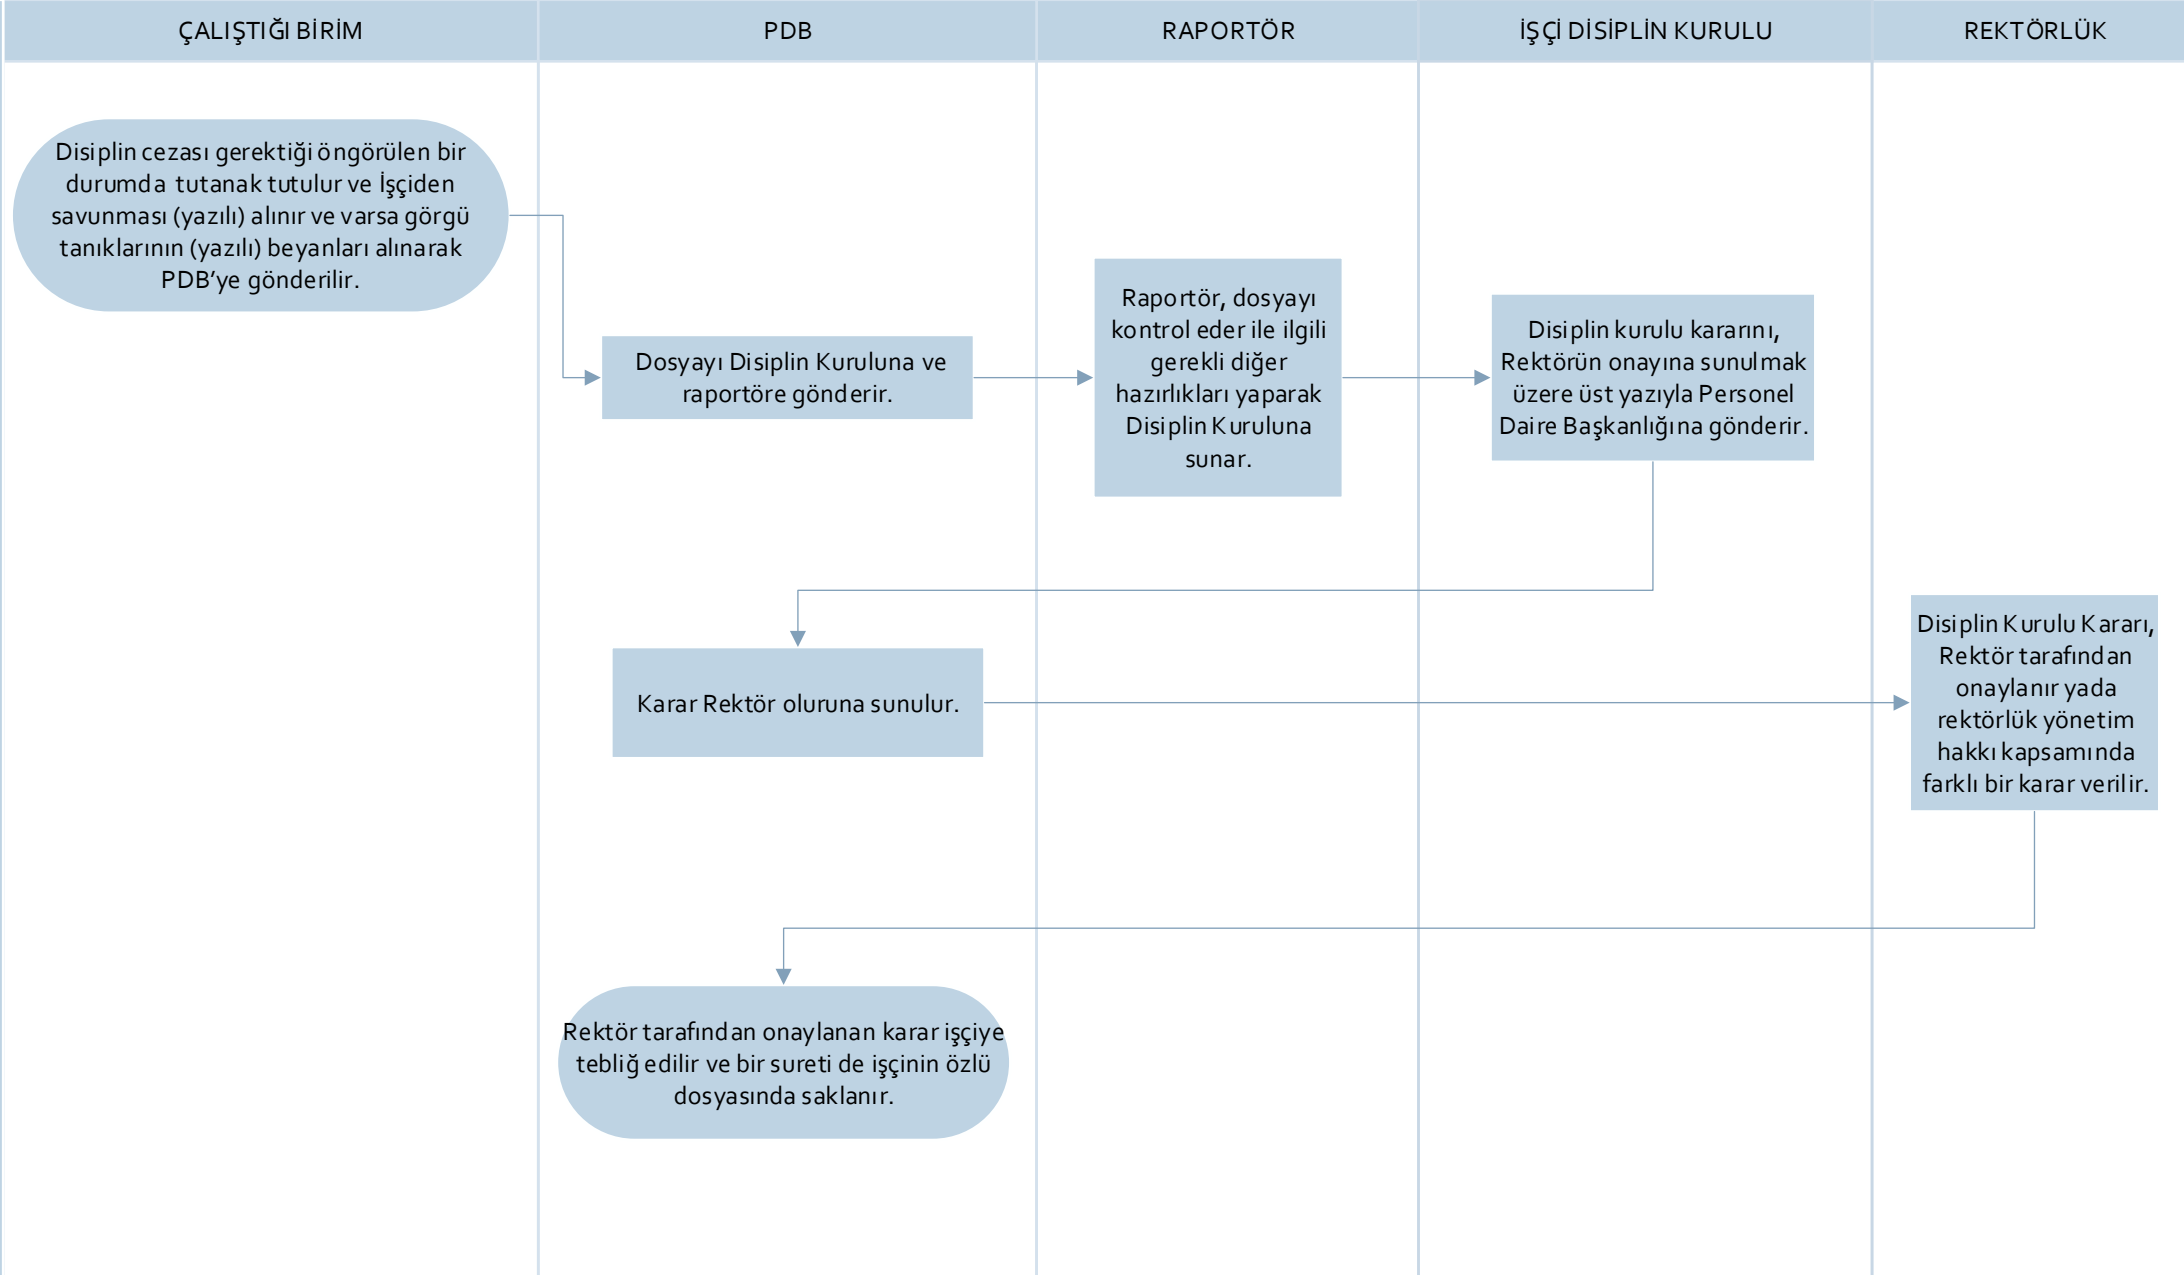 ÇALIŞTIĞI BİRİM
PDB
RAPORTÖR
İŞÇİ DİSİPLİN KURULU
REKTÖRLÜK
Disiplin cezası gerektiği öngörülen bir
durumda tutanak tutulur ve İşçiden
savunması (yazılı) alınır ve varsa görgü
tanıklarının (yazılı) beyanları alınarak
PDB’ye gönderilir.
Dosyayı Disiplin Kuruluna ve
raportöre gönderir.
Raportör, dosyayı
kontrol eder ile ilgili
gerekli diğer
hazırlıkları yaparak
Disiplin Kuruluna
sunar.
Disiplin kurulu kararını,
Rektörün onayına sunulmak
üzere üst yazıyla Personel
Daire Başkanlığına gönderir.
Karar Rektör oluruna sunulur.
Disiplin Kurulu Kararı,
Rektör tarafından
onaylanır yada
rektörlük yönetim
hakkı kapsamında
farklı bir karar verilir.
Rektör tarafından onaylanan karar işçiye
tebliğ edilir ve bir sureti de işçinin özlü
dosyasında saklanır.